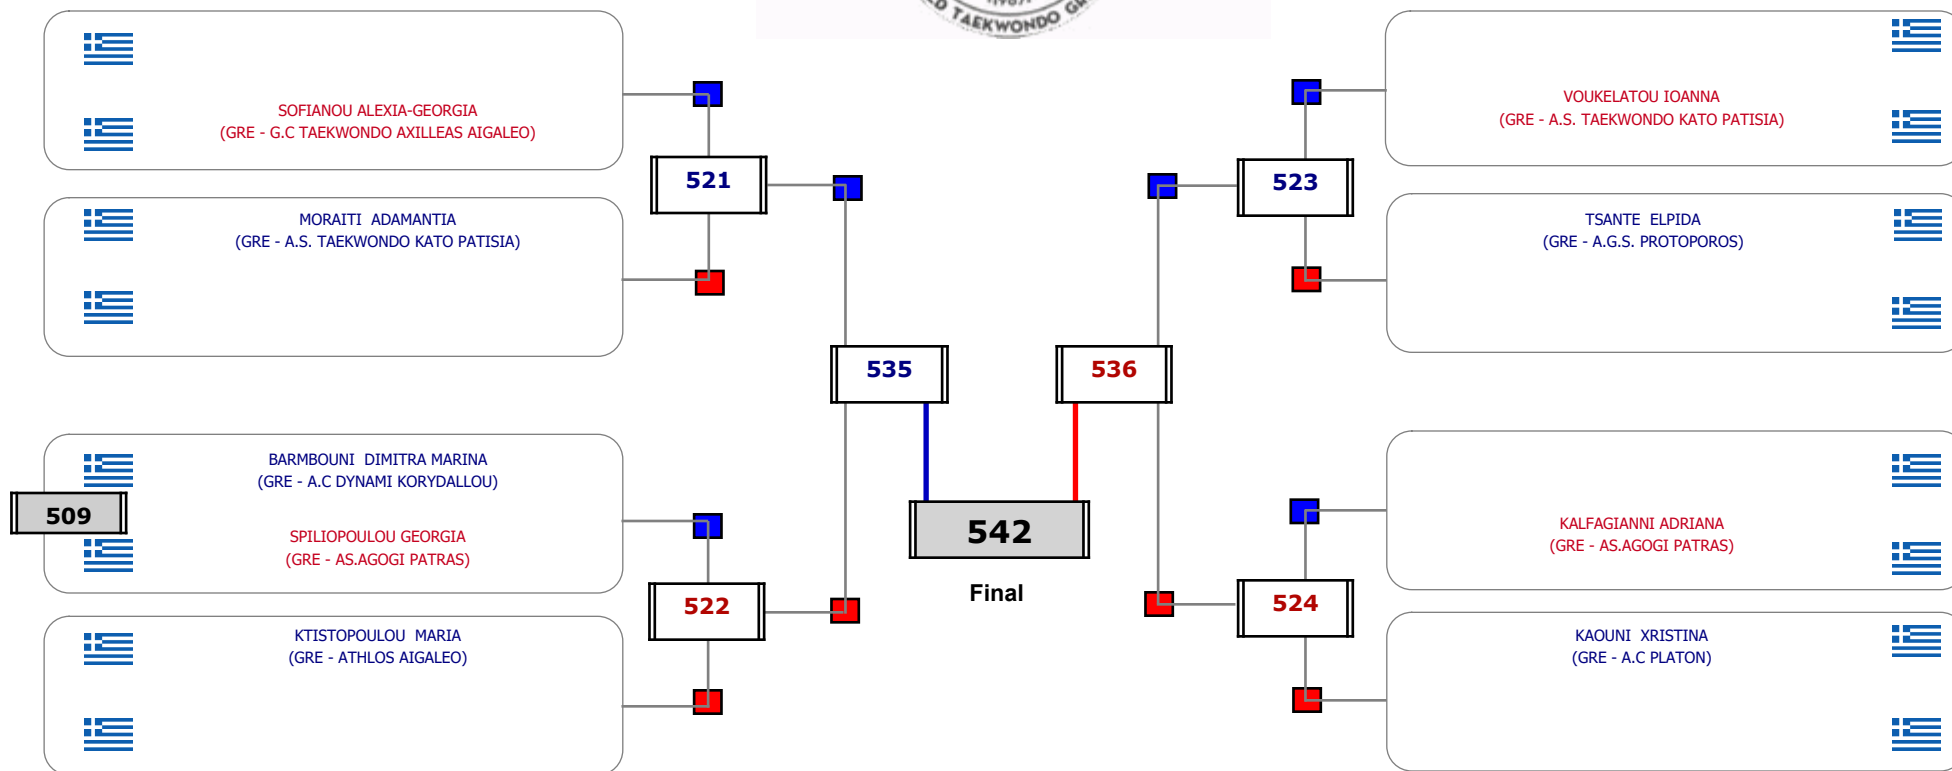 TAEKWONDO
SOFIANOU ALEXIA-GEORGIA
(GRE - G.C TAEKWONDO AXILLEAS AIGALEO)
MORAITI ADAMANTIA
(GRE - A.S. TAEKWONDO KATO PATISIA)
521
BARMBOUNI DIMITRA MARINA
(GRE - A.C DYNAMI KORYDALLOU)
509
SPILIOPOULOU GEORGIA
(GRE - AS.AGOGI PATRAS)
KTISTOPOULOU MARIA
(GRE - ATHLOS AIGALEO)
522
535
542
Final
536
VOUKELATOU IOANNA
(GRE - A.S. TAEKWONDO KATO PATISIA)
523
TSANTE ELPIDA
(GRE - A.G.S. PROTOPOROS)
KALFAGIANNI ADRIANA
(GRE - AS.AGOGI PATRAS)
524
KAOUNI XRISTINA
(GRE - A.C PLATON)